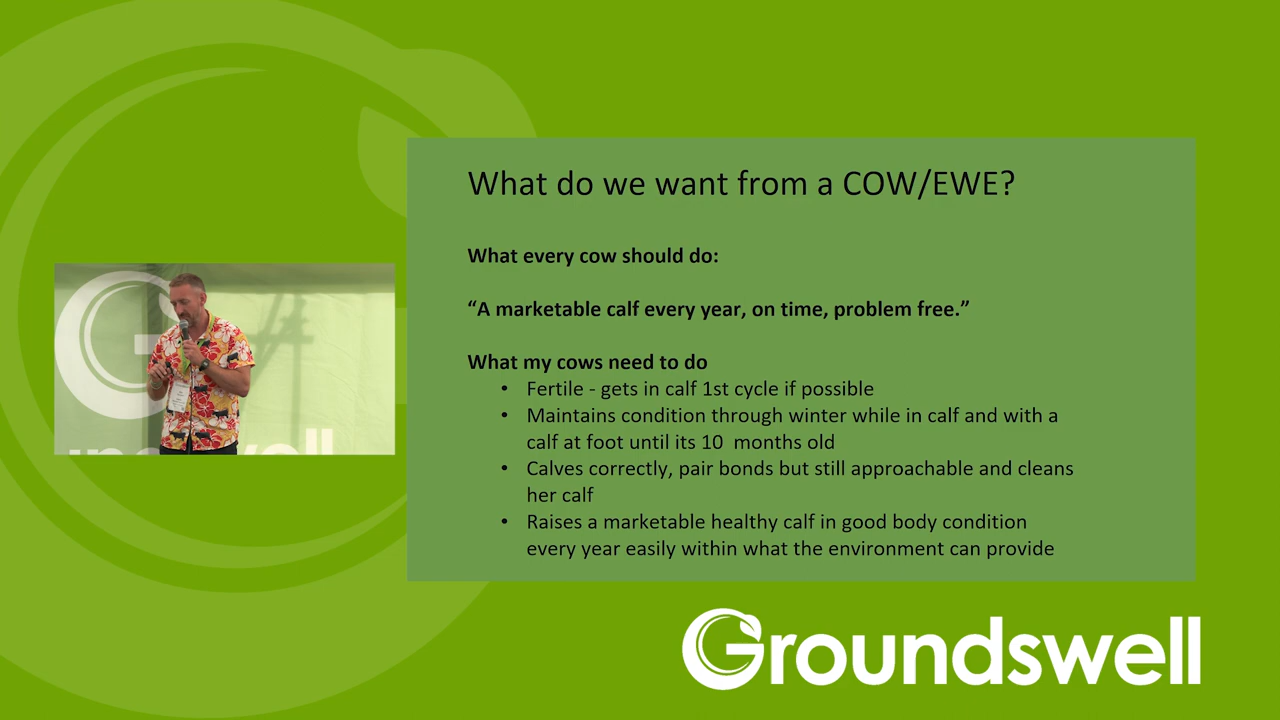 What do we want from a COW/EWE?
What every cow should do:
“A marketable calf every year, on time, problem free.”
What my cows need to do
• Fertile - gets in calf 1st cycle if possible
• Maintains condition through winter while in calf and with a
calf at foot until its 10 months old
• Calves correctly, pair bonds but still approachable and cleans
her calf
• Raises a marketable healthy calf in good body condition
every year easily within what the environment can provide
Groundswell